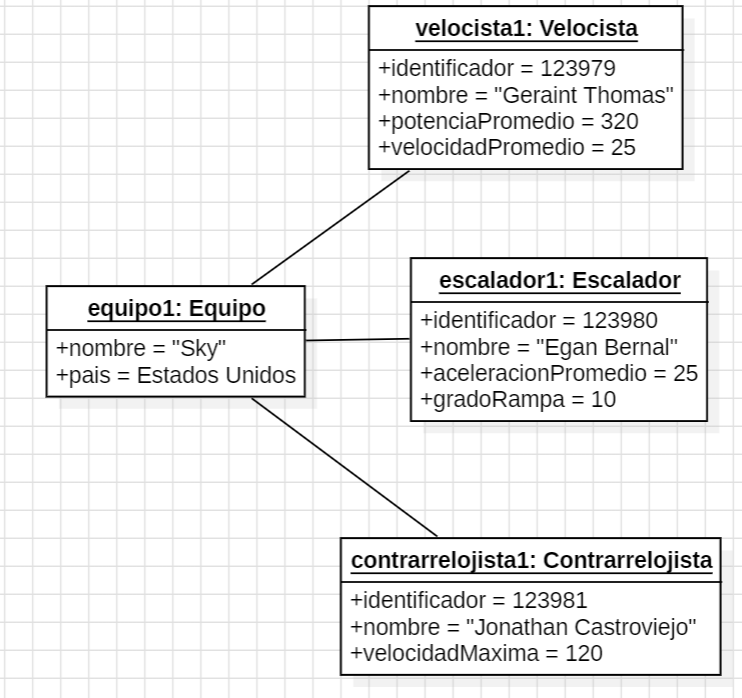 velocista1: Velocista
+identificador = 123979
+nombre = "Geraint Thomas"
+potenciaPromedio = 320
+velocidadPromedio = 25
equipo1: Equipo
+nombre = "Sky"
+pais = Estados Unidos
escalador1: Escalador
+identificador = 123980
+nombre = "Egan Bernal"
+aceleracionPromedio = 25
+gradoRampa = 10
contrarrelojista1: Contrarrelojista
+identificador = 123981
+nombre = "Jonathan Castroviejo"
+velocidadMaxima = 120